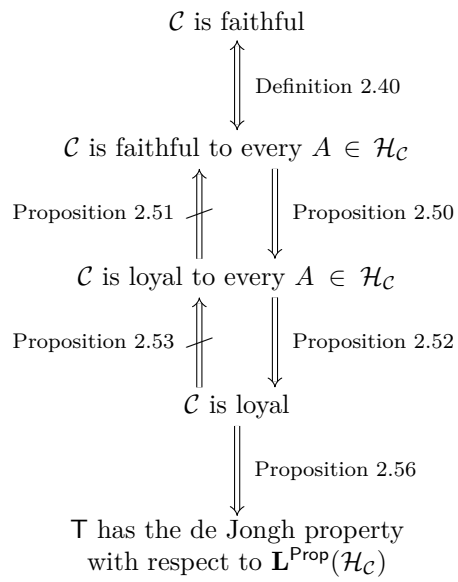 𝒞 is faithful
Definition 2.40
𝒞 is faithful to every A ∈ ℋ_𝒞
Proposition 2.51 Proposition 2.50
𝒞 is loyal to every A ∈ ℋ_𝒞
Proposition 2.53 Proposition 2.52
𝒞 is loyal
Proposition 2.56
T has the de Jongh property
with respect to L^Prop(ℋ_𝒞)